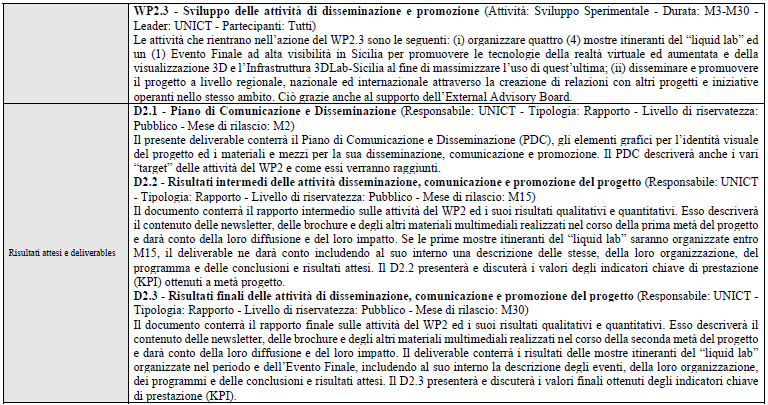 WP2.3 - Sviluppo delle attività di disseminazione e promozione (Attività: Sviluppo Sperimentale - Durata: M3-M30 -
Leader: UNICT - Partecipanti: Tutti)
Le attività che rientrano nell'azione del WP2.3 sono le seguenti: (i) organizzare quattro (4) mostre itineranti del "liquid lab" ed
un (1) Evento Finale ad alta visibilità in Sicilia per promuovere le tecnologie della realtà virtuale ed aumentata e della
visualizzazione 3D e l'Infrastruttura 3DLab-Sicilia al fine di massimizzare l'uso di quest'ultima; (ii) disseminare e promuovere
il progetto a livello regionale, nazionale ed internazionale attraverso la creazione di relazioni con altri progetti e iniziative
operanti nello stesso ambito. Ciò grazie anche al supporto dell'External Advisory Board.
Risultati attesi e deliverables
D2.1 - Piano di Comunicazione e Disseminazione (Responsabile: UNICT - Tipologia: Rapporto - Livello di riservatezza:
Pubblico - Mese di rilascio: M2)
Il presente deliverable conterrà il Piano di Comunicazione e Disseminazione (PDC), gli elementi grafici per l'identità visuale
del progetto ed i materiali e mezzi per la sua disseminazione, comunicazione e promozione. Il PDC descriverà anche i vari
"target" delle attività del WP2 e come essi verranno raggiunti.
D2.2 - Risultati intermedi delle attività disseminazione, comunicazione e promozione del progetto (Responsabile: UNICT
- Tipologia: Rapporto - Livello di riservatezza: Pubblico - Mese di rilascio: M15)
Il documento conterrà il rapporto intermedio sulle attività del WP2 ed i suoi risultati qualitativi e quantitativi. Esso descriverà
il contenuto delle newsletter, delle brochure e degli altri materiali multimediali realizzati nel corso della prima metà del progetto
e darà conto della loro diffusione e del loro impatto. Se le prime mostre itineranti del "liquid lab" saranno organizzate entro
M15, il deliverable ne darà conto includendo al suo interno una descrizione delle stesse, della loro organizzazione, del
programma e delle conclusioni e risultati attesi. Il D2.2 presenterà e discuterà i valori degli indicatori chiave di prestazione
(KPI) ottenuti a metà progetto.
D2.3 - Risultati finali delle attività di disseminazione, comunicazione e promozione del progetto (Responsabile: UNICT -
Tipologia: Rapporto - Livello di riservatezza: Pubblico - Mese di rilascio: M30)
Il documento conterrà il rapporto finale sulle attività del WP2 ed i suoi risultati qualitativi e quantitativi. Esso descriverà il
contenuto delle newsletter, delle brochure e degli altri materiali multimediali realizzati nel corso della seconda metà del progetto
e darà conto della loro diffusione e del loro impatto. Il deliverable conterrà i risultati delle mostre itineranti del "liquid lab"
organizzate nel periodo e dell'Evento Finale, includendo al suo interno la descrizione degli eventi, della loro organizzazione,
dei programmi e delle conclusioni e risultati attesi. Il D2.3 presenterà e discuterà i valori finali ottenuti degli indicatori chiave
di prestazione (KPI).